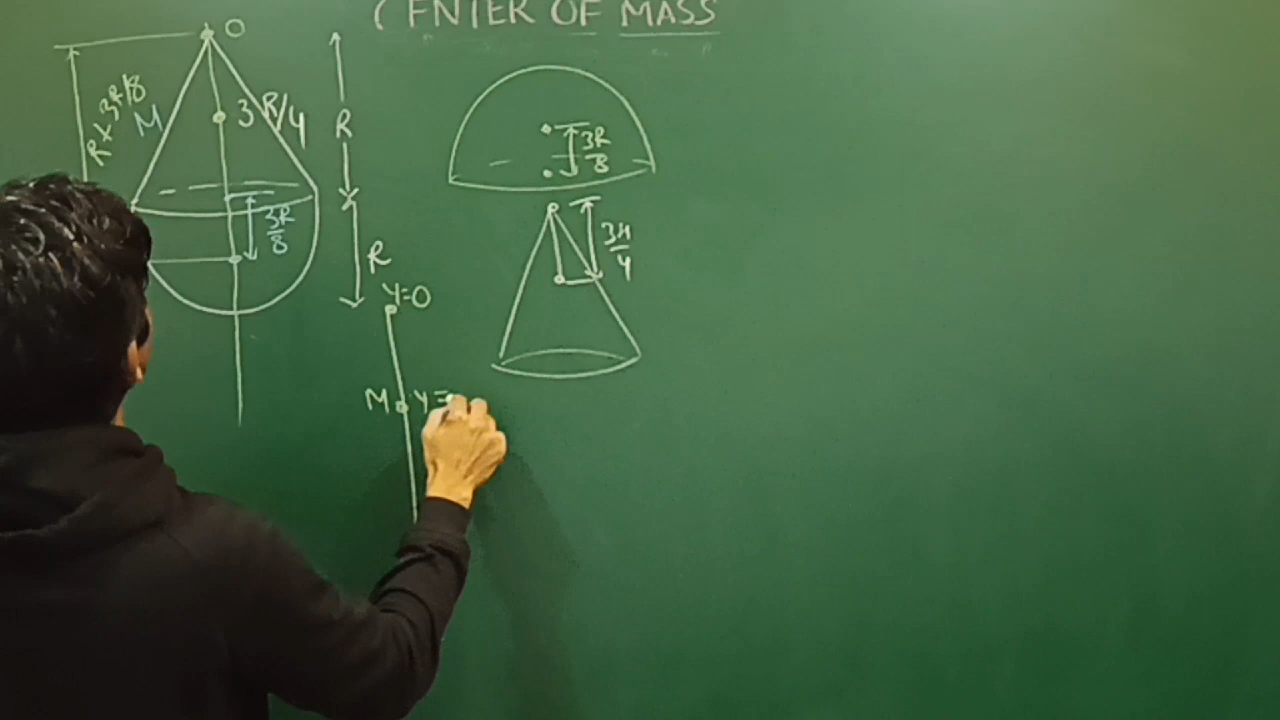 CENTER OF MASS
O
R+3R/8
M
3R/4
R
3R
8
R
3R
8
3H
4
Y=0
M Y=